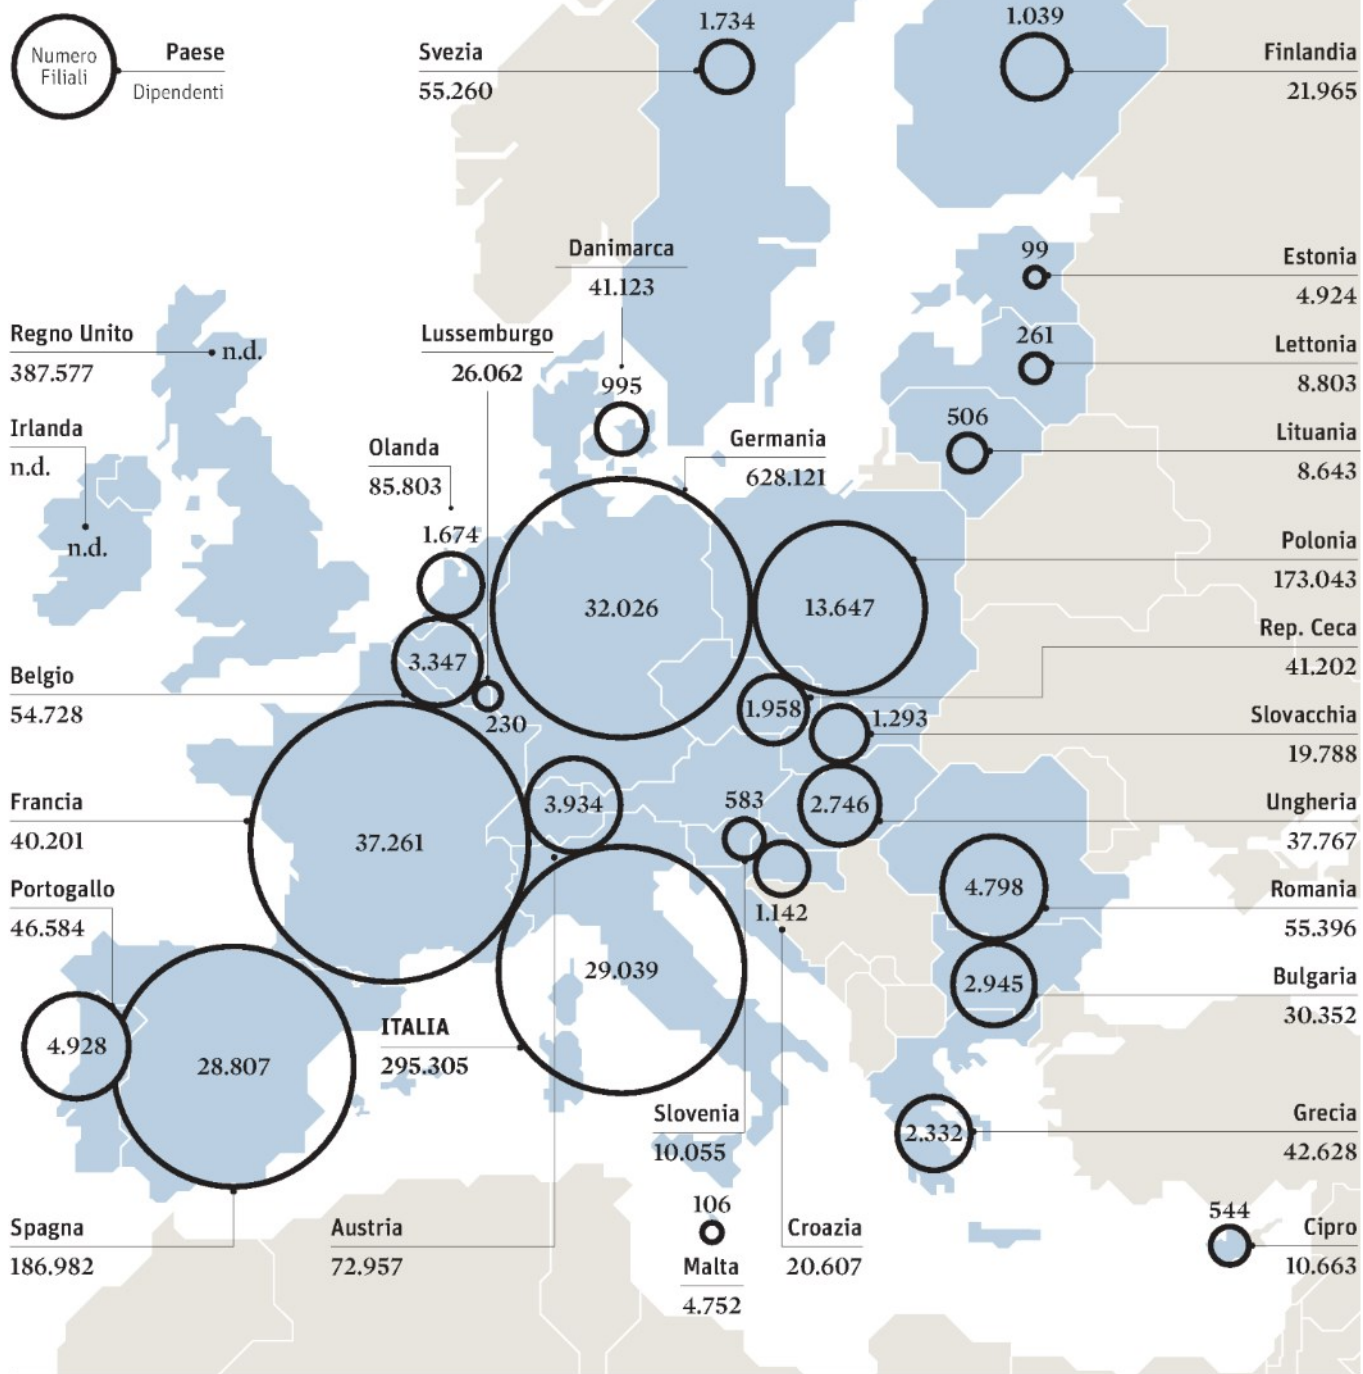 Numero
Filiali
Paese
Dipendenti
Svezia
55.260
1.734
1.039
Finlandia
21.965
Danimarca
41.123
995
99
Estonia
4.924
Regno Unito
387.577
n.d.
Lussemburgo
26.062
261
Lettonia
8.803
Irlanda
n.d.
n.d.
Olanda
85.803
1.674
Germania
628.121
506
Lituania
8.643
32.026
13.647
Polonia
173.043
Rep. Ceca
41.202
Belgio
54.728
3.347
230
1.958
1.293
Slovacchia
19.788
Francia
40.201
37.261
3.934
583
2.746
Ungheria
37.767
Portogallo
46.584
1.142
4.798
Romania
55.396
29.039
2.945
Bulgaria
30.352
ITALIA
295.305
4.928
28.807
Slovenia
10.055
2.332
Grecia
42.628
Spagna
186.982
Austria
72.957
106
Malta
4.752
Croazia
20.607
544
Cipro
10.663